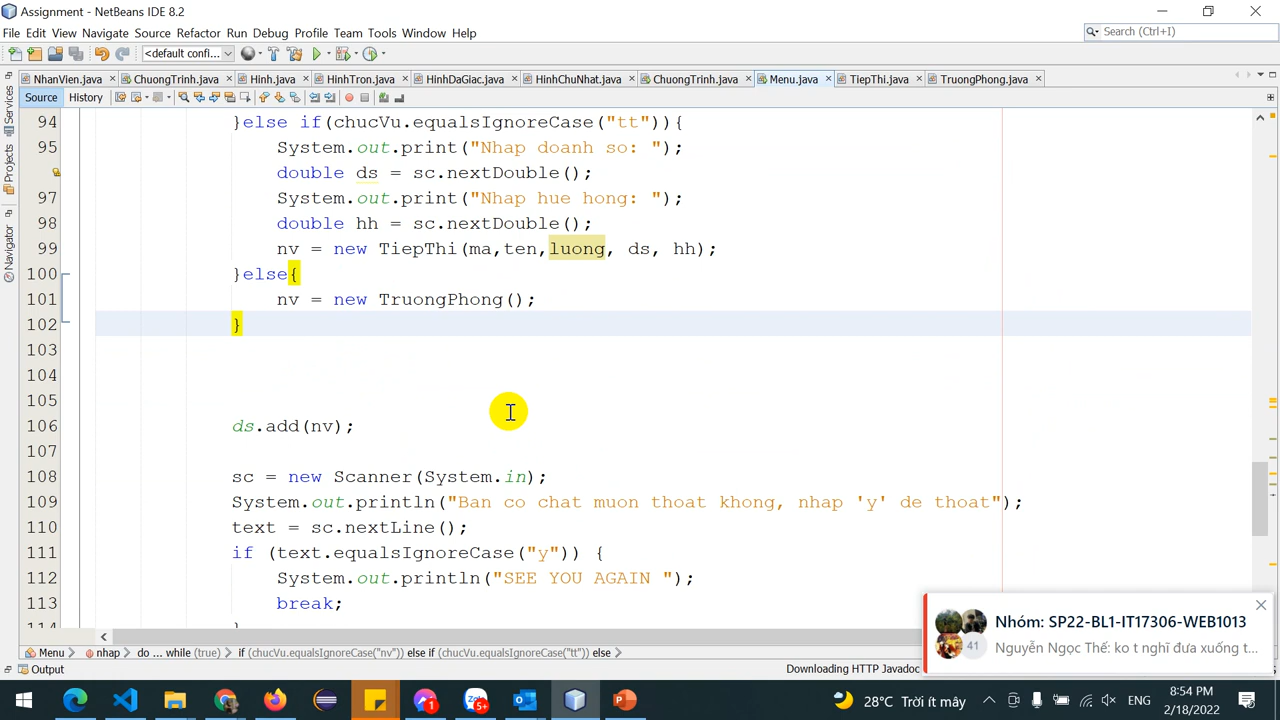 Assignment - NetBeans IDE 8.2
File Edit View Navigate Source Refactor Run Debug Profile Team Tools Window Help
Search (Ctrl+I)
<default confi...
NhanVien.java ChuongTrinh.java Hinh.java HinhTron.java HinhDaGiac.java HinhChuNhat.java ChuongTrinh.java Menu.java TiepThi.java TruongPhong.java
Source History
Services
Projects
Navigator
94 }else if(chucVu.equalsIgnoreCase("tt")){
95 System.out.print("Nhap doanh so: ");
double ds = sc.nextDouble();
97 System.out.print("Nhap hue hong: ");
98 double hh = sc.nextDouble();
99 nv = new TiepThi(ma,ten,luong, ds, hh);
100 }else{
101 nv = new TruongPhong();
102 }
103
104
105
106 ds.add(nv);
107
108 sc = new Scanner(System.in);
109 System.out.println("Ban co chat muon thoat khong, nhap 'y' de thoat");
110 text = sc.nextLine();
111 if (text.equalsIgnoreCase("y")) {
112 System.out.println("SEE YOU AGAIN ");
113 break;
114
Nhóm: SP22-BL1-IT17306-WEB1013
41 Nguyễn Ngọc Thế: ko t nghĩ đưa xuống t...
Menu nhap do ... while (true) if (chucVu.equalsIgnoreCase("nv")) else if (chucVu.equalsIgnoreCase("tt")) else
Output
Downloading HTTP Javadoc
1
5+
28°C Trời ít mây
ENG
8:54 PM
2/18/2022